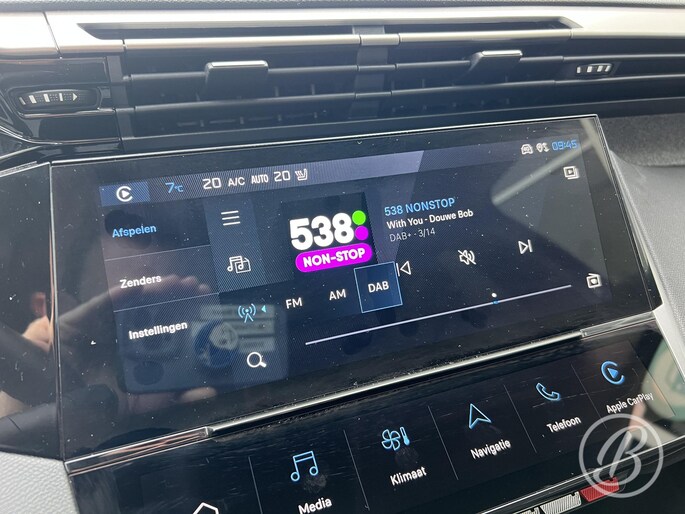 7°C 20 A/C AUTO 20 09:45
Afspelen
Zenders
Instellingen
538
NON-STOP
538 NONSTOP
With You - Douwe Bob
DAB+ · 3/14
FM AM DAB
Media
Klimaat
Navigatie
Telefoon
Apple CarPlay
B